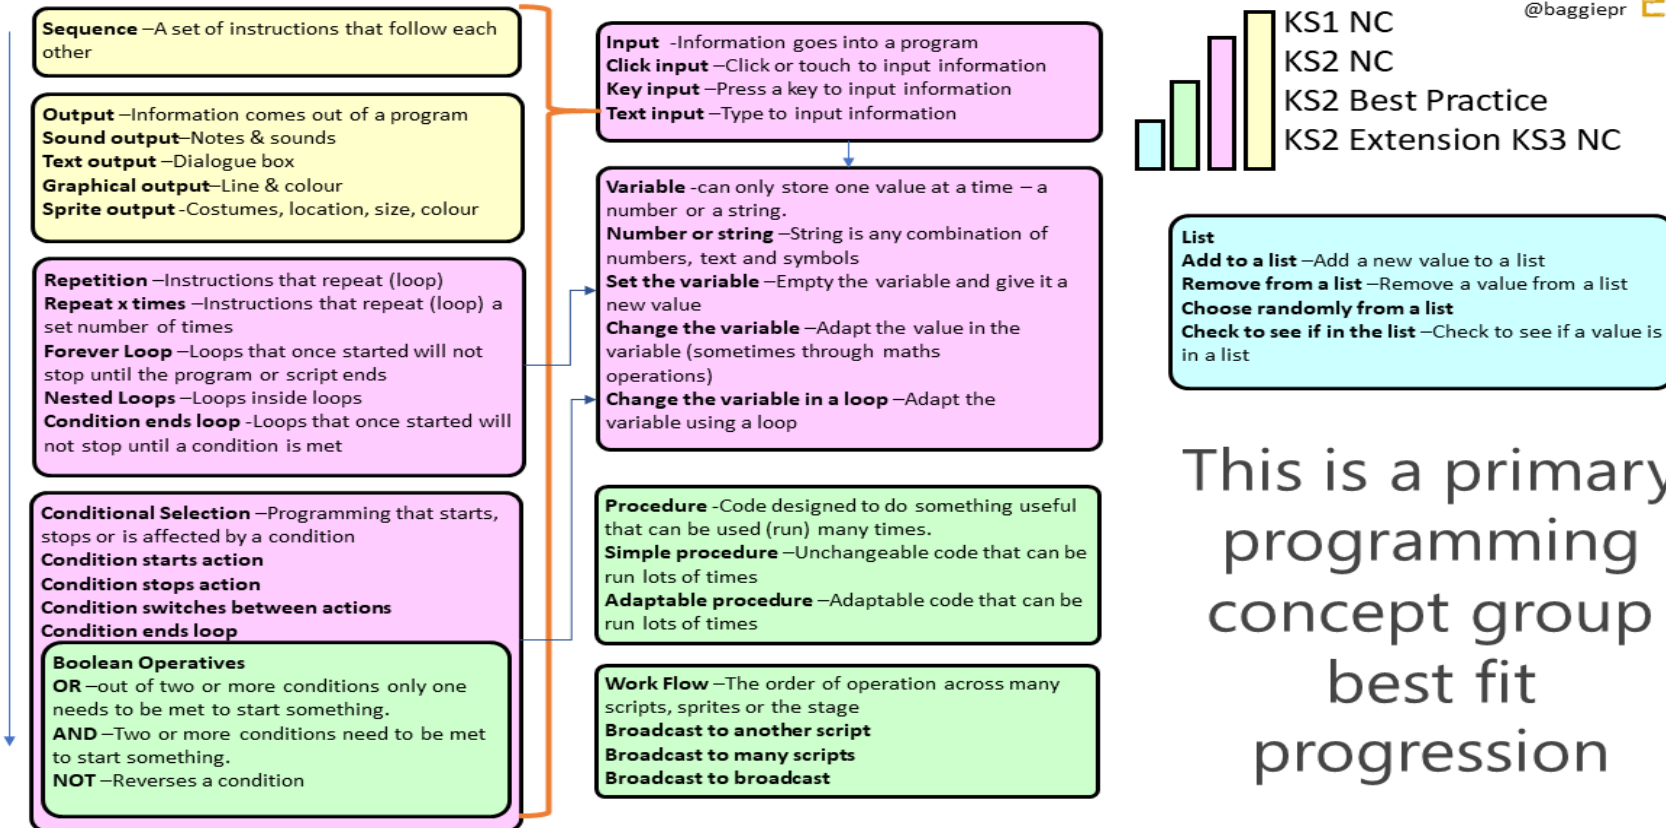 Sequence –A set of instructions that follow each
other
Output –Information comes out of a program
Sound output–Notes & sounds
Text output –Dialogue box
Graphical output–Line & colour
Sprite output -Costumes, location, size, colour
Repetition –Instructions that repeat (loop)
Repeat x times –Instructions that repeat (loop) a
set number of times
Forever Loop –Loops that once started will not
stop until the program or script ends
Nested Loops –Loops inside loops
Condition ends loop -Loops that once started will
not stop until a condition is met
Conditional Selection –Programming that starts,
stops or is affected by a condition
Condition starts action
Condition stops action
Condition switches between actions
Condition ends loop
Boolean Operatives
OR –out of two or more conditions only one
needs to be met to start something.
AND –Two or more conditions need to be met
to start something.
NOT –Reverses a condition
Input -Information goes into a program
Click input –Click or touch to input information
Key input –Press a key to input information
Text input –Type to input information
Variable -can only store one value at a time – a
number or a string.
Number or string –String is any combination of
numbers, text and symbols
Set the variable –Empty the variable and give it a
new value
Change the variable –Adapt the value in the
variable (sometimes through maths
operations)
Change the variable in a loop –Adapt the
variable using a loop
Procedure -Code designed to do something useful
that can be used (run) many times.
Simple procedure –Unchangeable code that can be
run lots of times
Adaptable procedure –Adaptable code that can be
run lots of times
Work Flow –The order of operation across many
scripts, sprites or the stage
Broadcast to another script
Broadcast to many scripts
Broadcast to broadcast
@baggiepr
KS1 NC
KS2 NC
KS2 Best Practice
KS2 Extension KS3 NC
List
Add to a list –Add a new value to a list
Remove from a list –Remove a value from a list
Choose randomly from a list
Check to see if in the list –Check to see if a value is
in a list
This is a primary
programming
concept group
best fit
progression